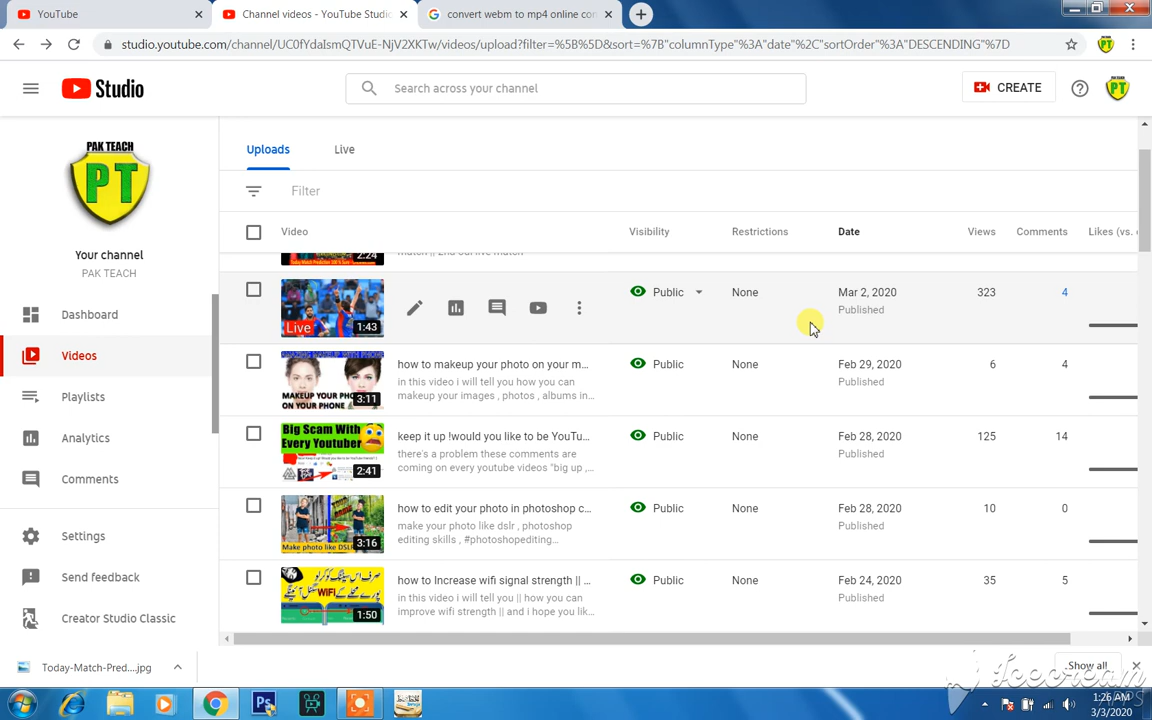 YouTube
Channel videos - YouTube Studio
convert webm to mp4 online con
studio.youtube.com/channel/UC0fYdaIsmQTVuE-NjV2XKTw/videos/upload?filter=%5B%5D&sort=%7B"columnType"%3A"date"%2C"sortOrder"%3A"DESCENDING"%7D
Studio
Search across your channel
CREATE
PAK TEACH
PT
Your channel
PAK TEACH
Dashboard
Videos
Playlists
Analytics
Comments
Settings
Send feedback
Creator Studio Classic
Uploads Live
Filter
Video Visibility Restrictions Date Views Comments Likes (vs.
2:24
Live 1:43 Public None Mar 2, 2020 323 4
Published
how to makeup your photo on your m... Public None Feb 29, 2020 6 4
in this video i will tell you how you can Published
makeup your images , photos , albums in...
MAKEUP YOUR PH
ON YOUR PHONE 3:11
keep it up !would you like to be YouTu... Public None Feb 28, 2020 125 14
there's a problem these comments are Published
coming on every youtube videos "big up ,...
Big Scam With
Every Youtuber
2:41
how to edit your photo in photoshop c... Public None Feb 28, 2020 10 0
make your photo like dslr , photoshop Published
editing skills , #photoshopediting...
Make photo like DSL 3:16
how to Increase wifi signal strength || ... Public None Feb 24, 2020 35 5
in this video i will tell you || how you can Published
improve wifi strength || and i hope you lik...
WiFi
1:50
Today-Match-Pred....jpg
Show all
Icecream
APPS
1:26 AM
3/3/2020